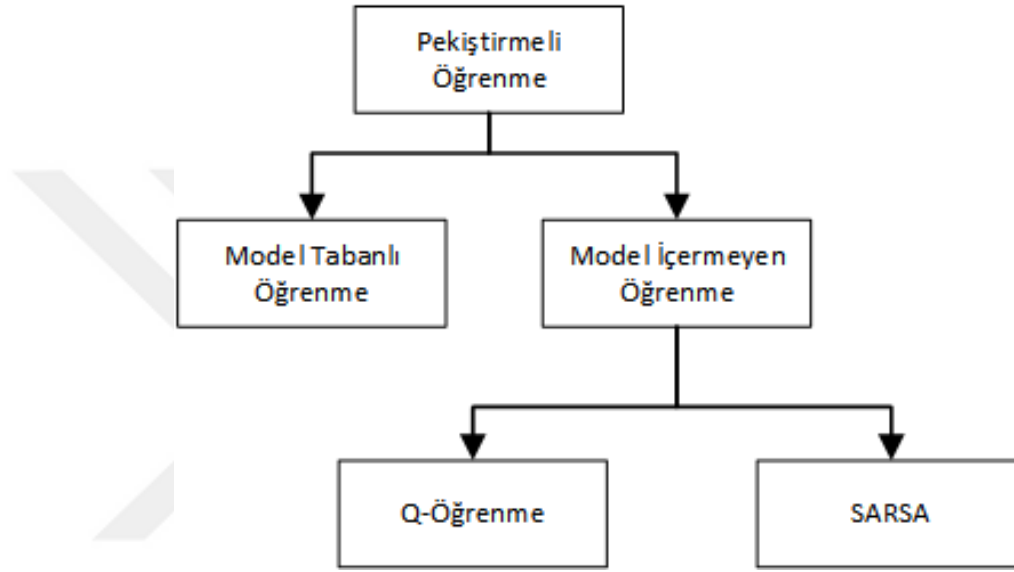 Pekiştirmeli
Öğrenme
Model Tabanlı
Öğrenme
Model İçermeyen
Öğrenme
Q-Öğrenme
SARSA